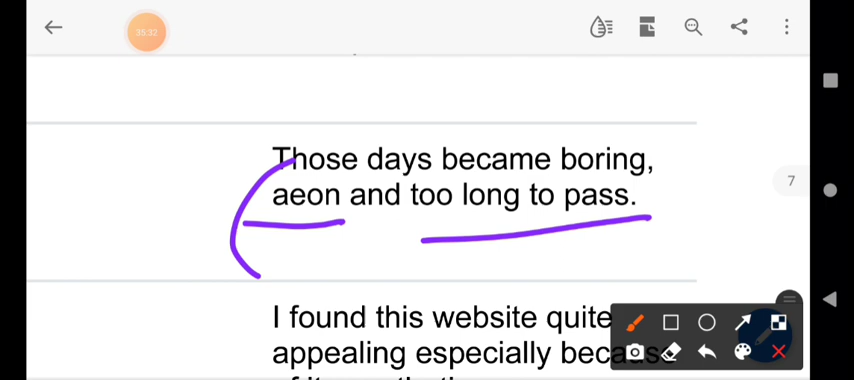 35:32
Those days became boring,
aeon and too long to pass.
7
I found this website quite
appealing especially because